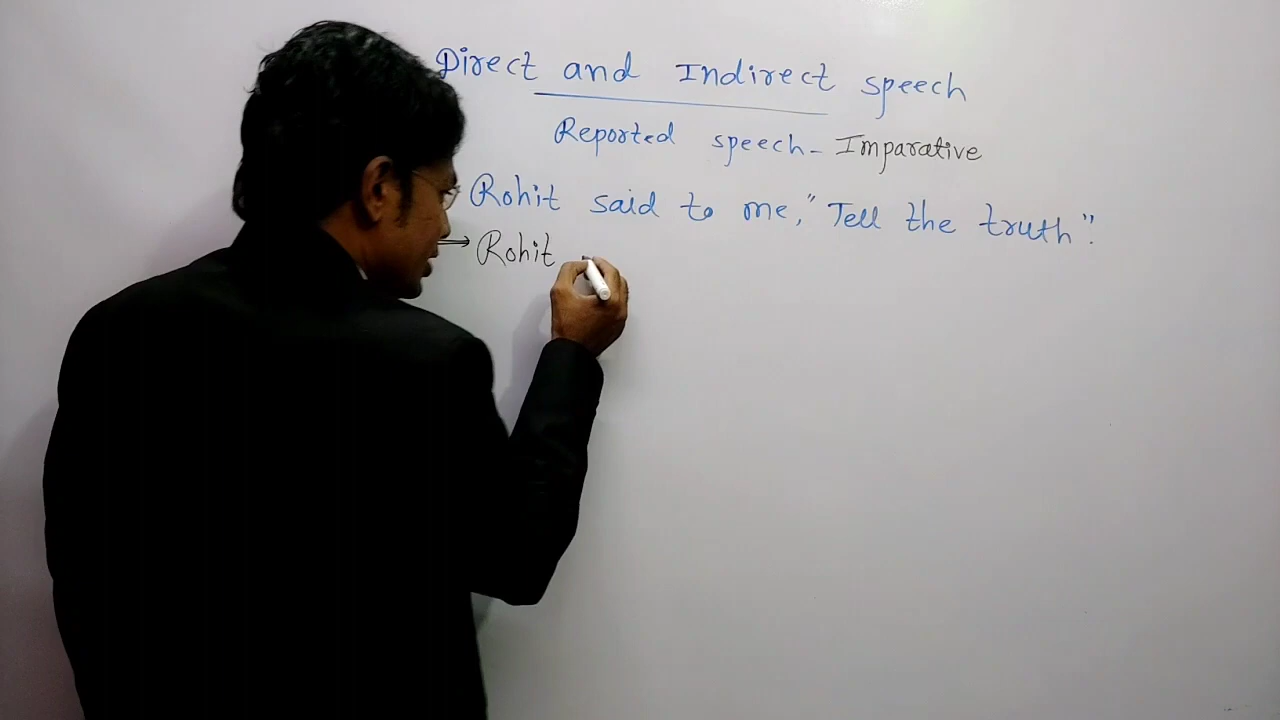 Direct and Indirect speech
Reported speech - Imparative
Rohit said to me, "Tell the truth".
⇒ Rohit